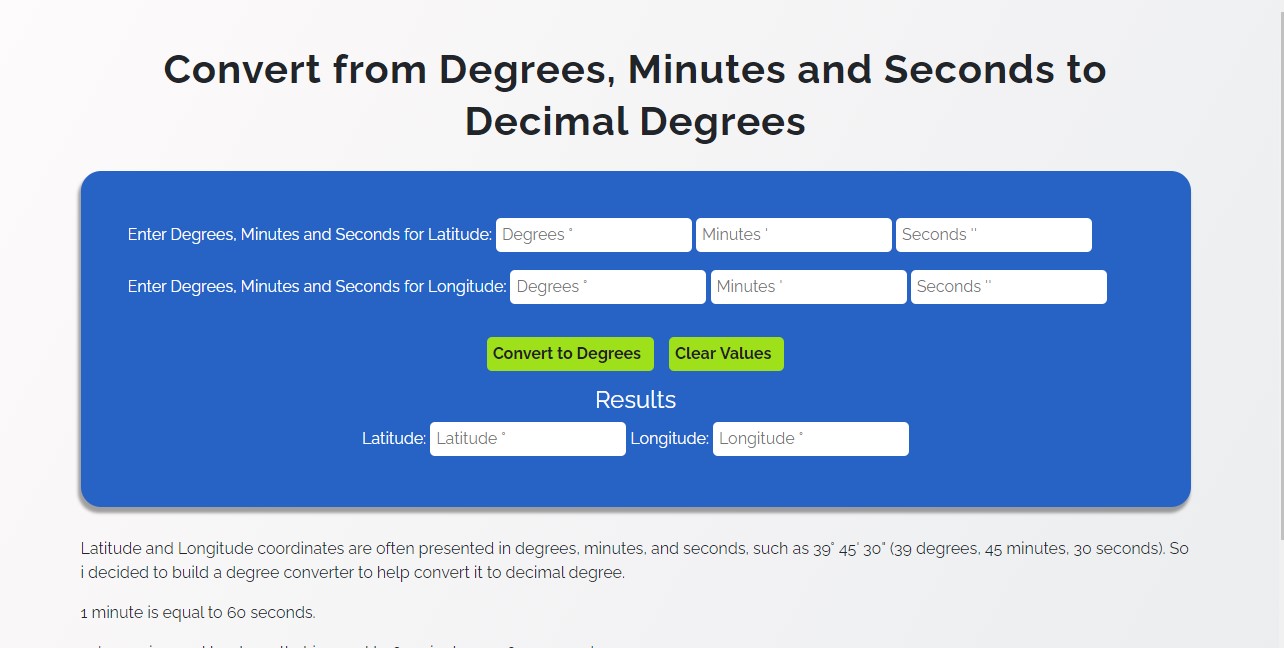 Convert from Degrees, Minutes and Seconds to
Decimal Degrees
Enter Degrees, Minutes and Seconds for Latitude: Degrees ° Minutes ' Seconds ''
Enter Degrees, Minutes and Seconds for Longitude: Degrees ° Minutes ' Seconds ''
Convert to Degrees Clear Values
Results
Latitude: Latitude ° Longitude: Longitude °
Latitude and Longitude coordinates are often presented in degrees, minutes, and seconds, such as 39° 45' 30" (39 degrees, 45 minutes, 30 seconds). So
i decided to build a degree converter to help convert it to decimal degree.
1 minute is equal to 60 seconds.